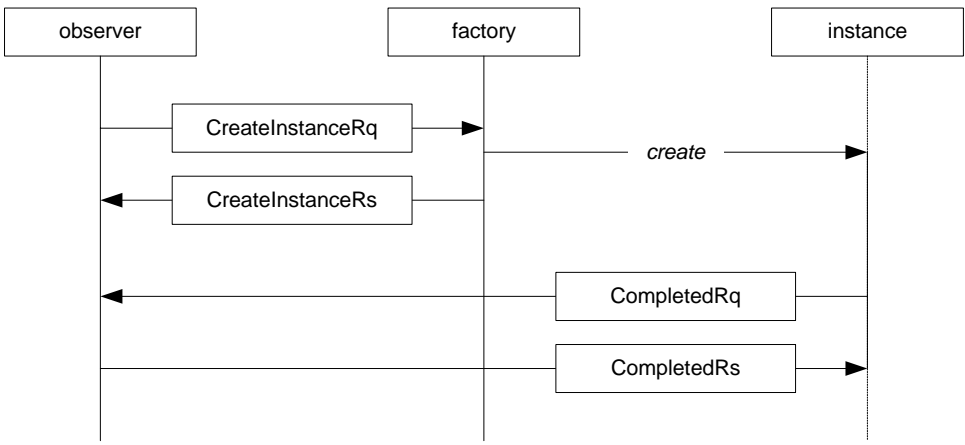 observer
factory
instance
CreateInstanceRq
create
CreateInstanceRs
CompletedRq
CompletedRs